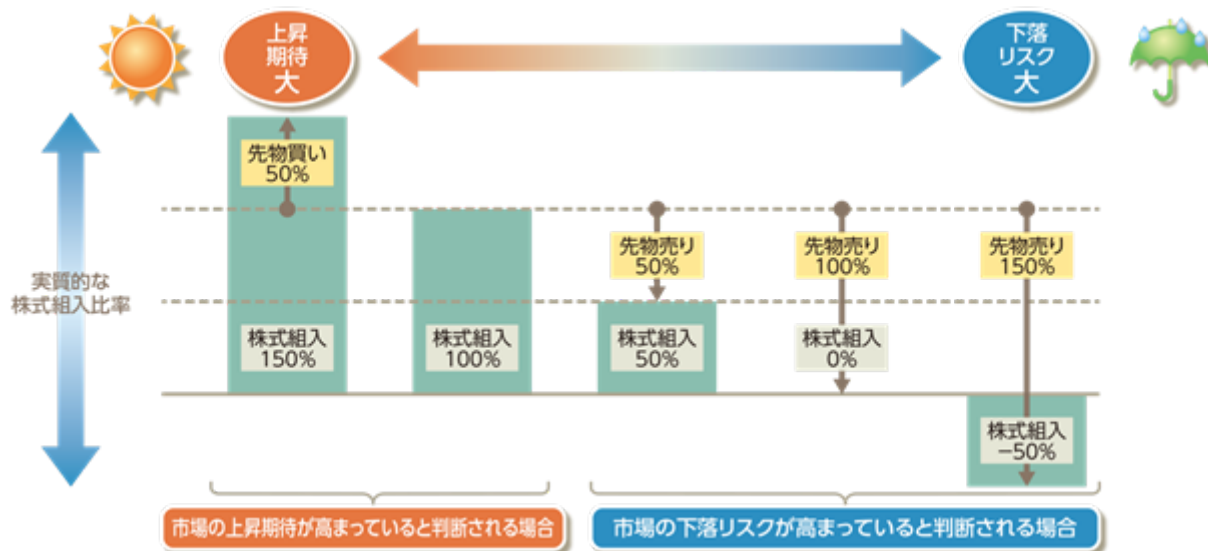 上昇
期待
大
下落
リスク
大
先物買い
50%
先物売り
50%
先物売り
100%
先物売り
150%
実質的な
株式組入比率
株式組入
150%
株式組入
100%
株式組入
50%
株式組入
0%
株式組入
−50%
市場の上昇期待が高まっていると判断される場合
市場の下落リスクが高まっていると判断される場合